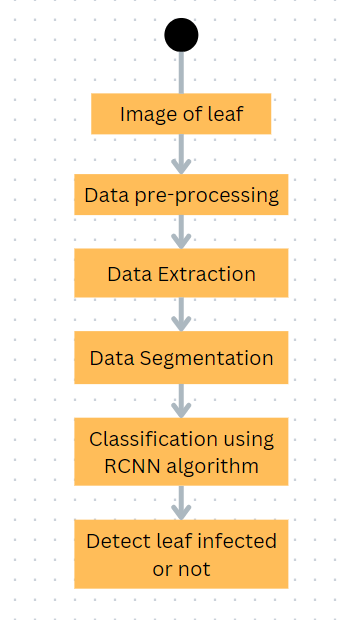 Image of leaf
Data pre-processing
Data Extraction
Data Segmentation
Classification using
RCNN algorithm
Detect leaf infected
or not